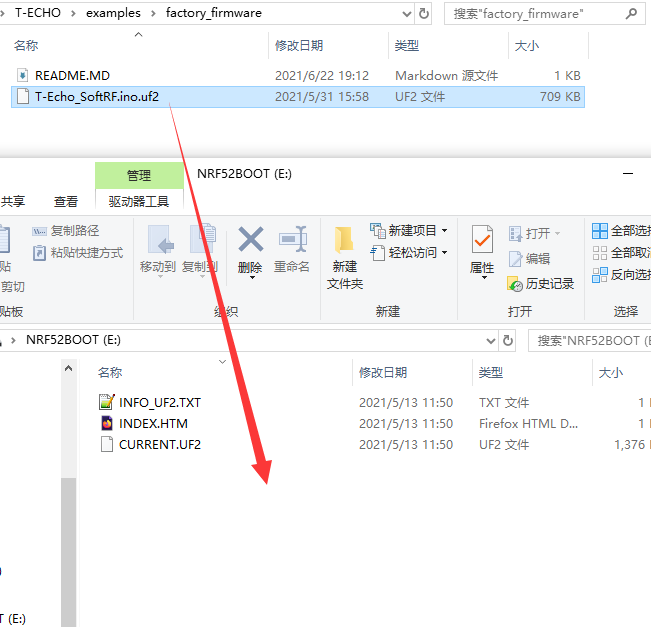 T-ECHO › examples › factory_firmware 搜索"factory_firmware"
名称 修改日期 类型 大小
README.MD 2021/6/22 19:12 Markdown 源文件 1 KB
T-Echo_SoftRF.ino.uf2 2021/5/31 15:58 UF2 文件 709 KB
管理 NRF52BOOT (E:)
共享 查看 驱动器工具
复制路径
粘贴快捷方式
贴
剪切
贴板
移动到 复制到 删除 重命名
组织
新建
文件夹
新建项目
轻松访问
新建
属性
打开
编辑
历史记录
打开
全部选择
全部取消
反向选择
选择
NRF52BOOT (E:) 搜索"NRF52BOOT (E
名称 修改日期 类型 大小
INFO_UF2.TXT 2021/5/13 11:50 TXT 文件 1
INDEX.HTM 2021/5/13 11:50 Firefox HTML D... 1
CURRENT.UF2 2021/5/13 11:50 UF2 文件 1,376
T (E:)